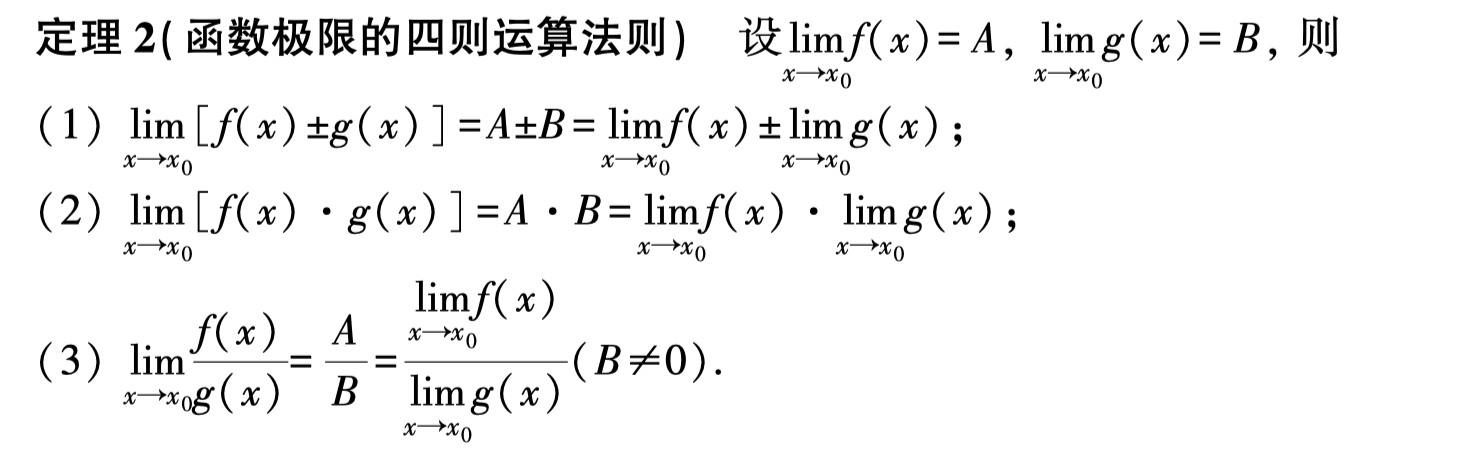 定理 2(函数极限的四则运算法则) 设$\lim\limits_{x \to x_0} f(x) = A$, $\lim\limits_{x \to x_0} g(x) = B$, 则
(1) $\lim\limits_{x \to x_0} [f(x) \pm g(x)] = A \pm B = \lim\limits_{x \to x_0} f(x) \pm \lim\limits_{x \to x_0} g(x)$;
(2) $\lim\limits_{x \to x_0} [f(x) \cdot g(x)] = A \cdot B = \lim\limits_{x \to x_0} f(x) \cdot \lim\limits_{x \to x_0} g(x)$;
(3) $\lim\limits_{x \to x_0} \frac{f(x)}{g(x)} = \frac{A}{B} = \frac{\lim\limits_{x \to x_0} f(x)}{\lim\limits_{x \to x_0} g(x)} (B \neq 0)$.